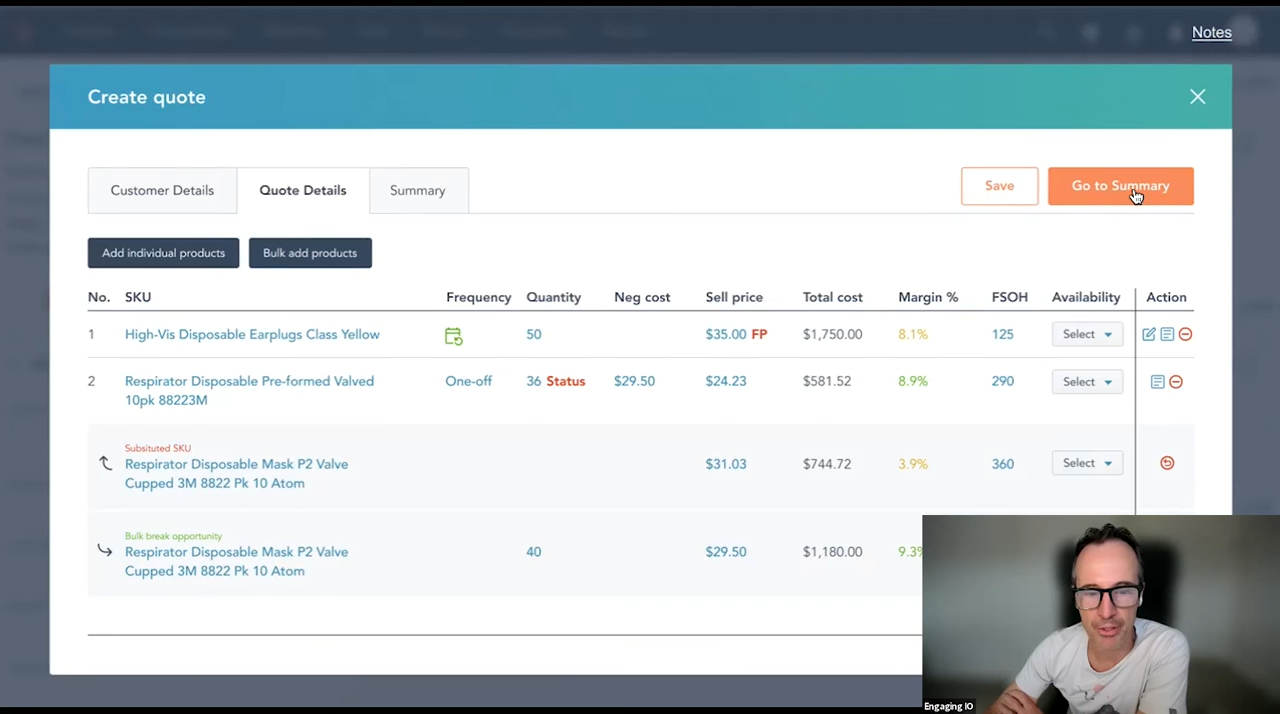 Notes
Create quote
Customer Details Quote Details Summary Save Go to Summary
Add individual products Bulk add products
No. SKU Frequency Quantity Neg cost Sell price Total cost Margin % FSOH Availability Action
1 High-Vis Disposable Earplugs Class Yellow 50 $35.00 FP $1,750.00 8.1% 125 Select
2 Respirator Disposable Pre-formed Valved One-off 36 Status $29.50 $24.23 $581.52 8.9% 290 Select
10pk 88223M
Subsituted SKU
Respirator Disposable Mask P2 Valve $31.03 $744.72 3.9% 360 Select
Cupped 3M 8822 Pk 10 Atom
Bulk break opportunity
Respirator Disposable Mask P2 Valve 40 $29.50 $1,180.00 9.3%
Cupped 3M 8822 Pk 10 Atom
Engaging IO